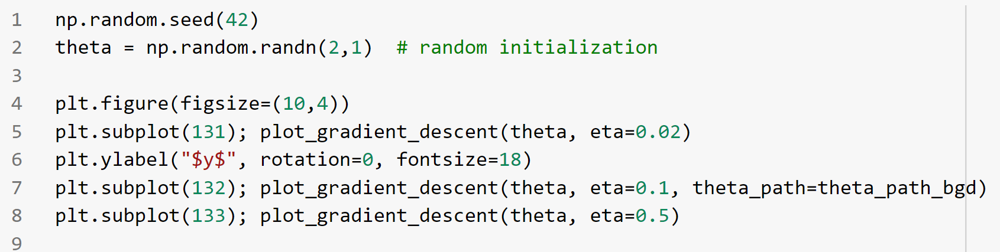 1 np.random.seed(42)
2 theta = np.random.randn(2,1)  # random initialization
3
4 plt.figure(figsize=(10,4))
5 plt.subplot(131); plot_gradient_descent(theta, eta=0.02)
6 plt.ylabel("$y$", rotation=0, fontsize=18)
7 plt.subplot(132); plot_gradient_descent(theta, eta=0.1, theta_path=theta_path_bgd)
8 plt.subplot(133); plot_gradient_descent(theta, eta=0.5)
9